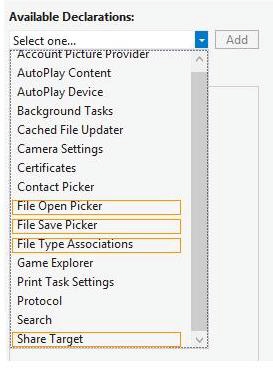 Available Declarations:
Select one...
Add
Account Picture Provider
AutoPlay Content
AutoPlay Device
Background Tasks
Cached File Updater
Camera Settings
Certificates
Contact Picker
File Open Picker
File Save Picker
File Type Associations
Game Explorer
Print Task Settings
Protocol
Search
Share Target